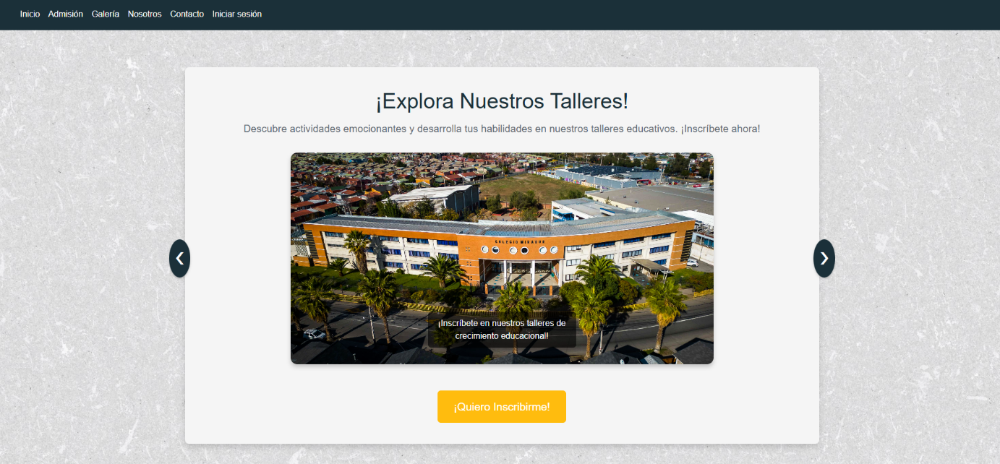 Inicio Admisión Galería Nosotros Contacto Iniciar sesión
¡Explora Nuestros Talleres!
Descubre actividades emocionantes y desarrolla tus habilidades en nuestros talleres educativos. ¡Inscríbete ahora!
COLEGIO MIRADOR
¡Inscríbete en nuestros talleres de
crecimiento educacional!
¡Quiero Inscribirme!